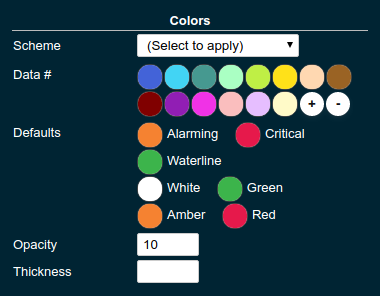 Colors
Scheme (Select to apply)
Data #
+ -
Defaults Alarming Critical
Waterline
White Green
Amber Red
Opacity 10
Thickness